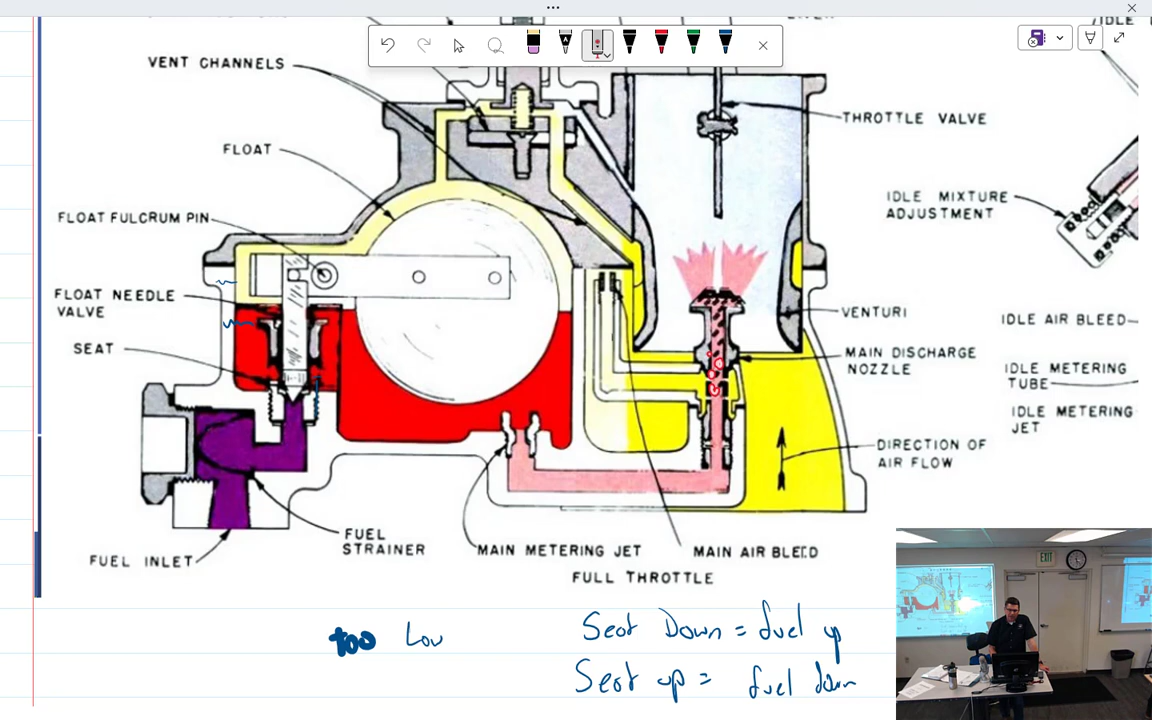 VENT CHANNELS
FLOAT
FLOAT FULCRUM PIN
FLOAT NEEDLE
VALVE
SEAT
FUEL INLET
FUEL
STRAINER
MAIN METERING JET
MAIN AIR BLEED
FULL THROTTLE
THROTTLE VALVE
IDLE MIXTURE
ADJUSTMENT
VENTURI
MAIN DISCHARGE
NOZZLE
DIRECTION OF
AIR FLOW
IDLE AIR BLEED
IDLE METERING
TUBE
IDLE METERING
JET
EXIT
too Low
Seat Down = fuel up
Seat up = fuel down